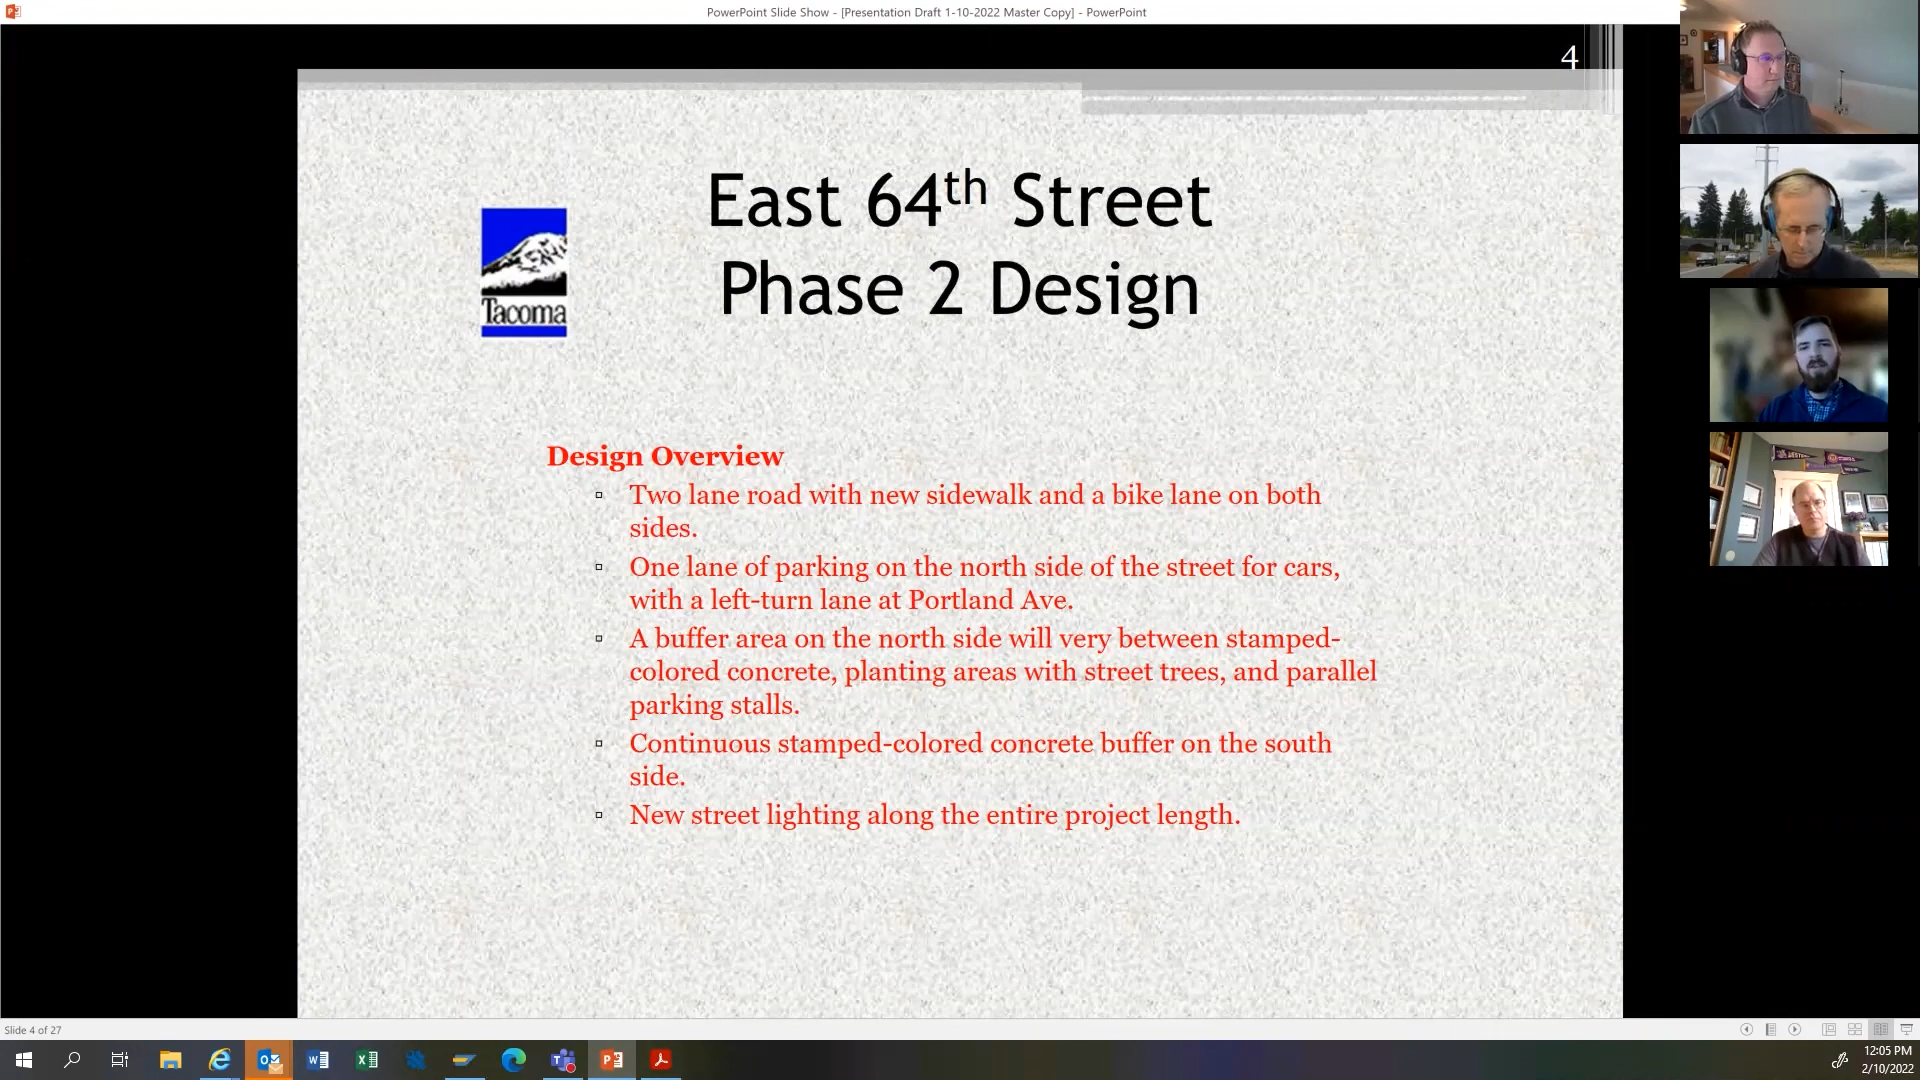 PowerPoint Slide Show - [Presentation Draft 1-10-2022 Master Copy] - PowerPoint
4
East 64th Street
Phase 2 Design
Tacoma
Design Overview
Two lane road with new sidewalk and a bike lane on both
sides.
One lane of parking on the north side of the street for cars,
with a left-turn lane at Portland Ave.
A buffer area on the north side will very between stamped-
colored concrete, planting areas with street trees, and parallel
parking stalls.
Continuous stamped-colored concrete buffer on the south
side.
New street lighting along the entire project length.
Slide 4 of 27
12:05 PM
2/10/2022